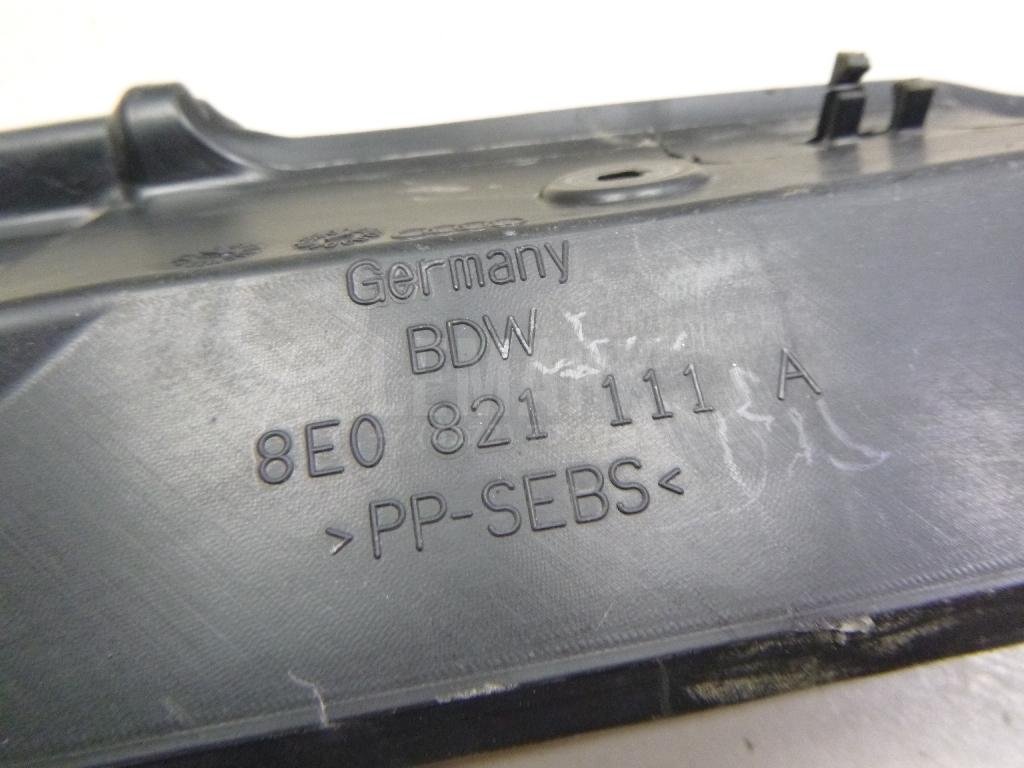 Germany
BDW
8E0 821 111 A
>PP-SEBS<